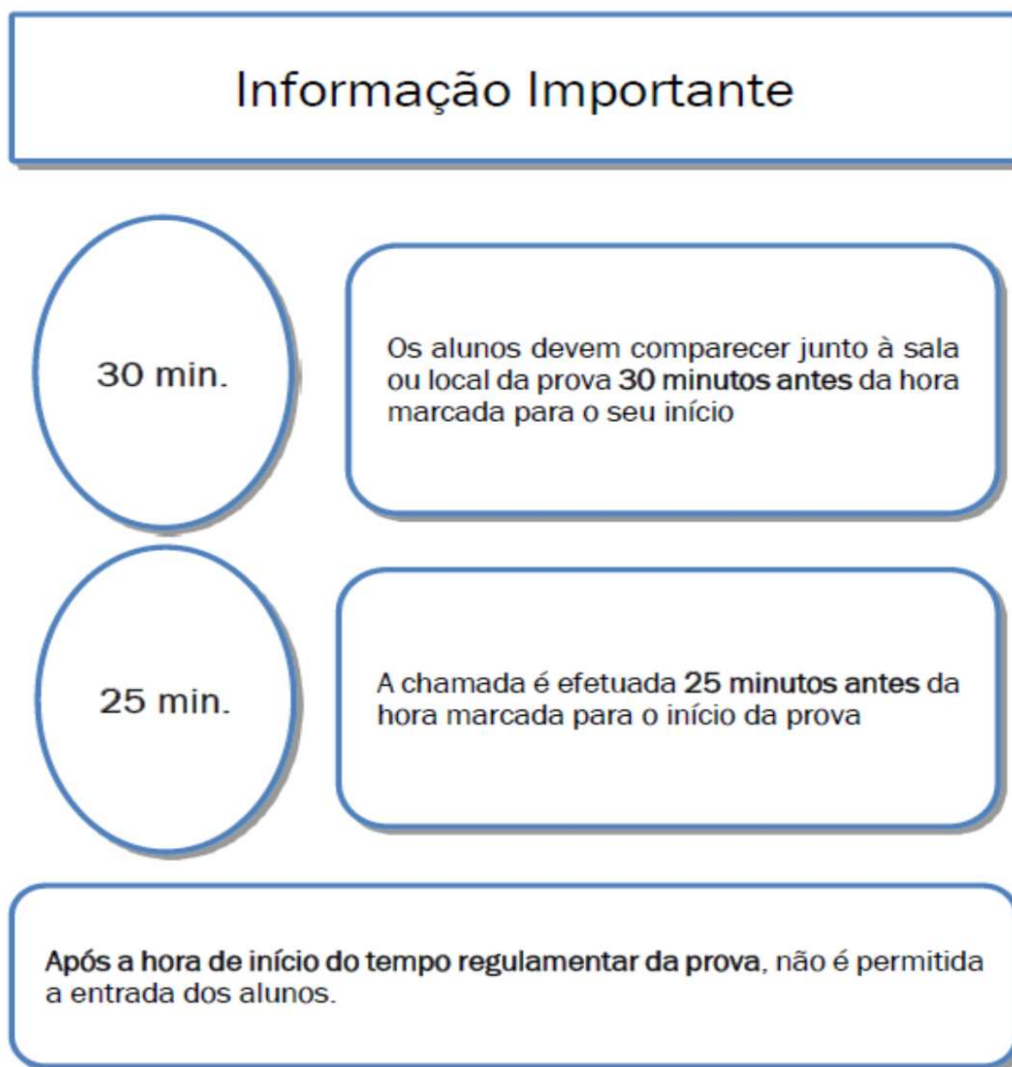 Informação Importante
30 min.
Os alunos devem comparecer junto à sala
ou local da prova 30 minutos antes da hora
marcada para o seu início
25 min.
A chamada é efetuada 25 minutos antes da
hora marcada para o início da prova
Após a hora de início do tempo regulamentar da prova, não é permitida
a entrada dos alunos.